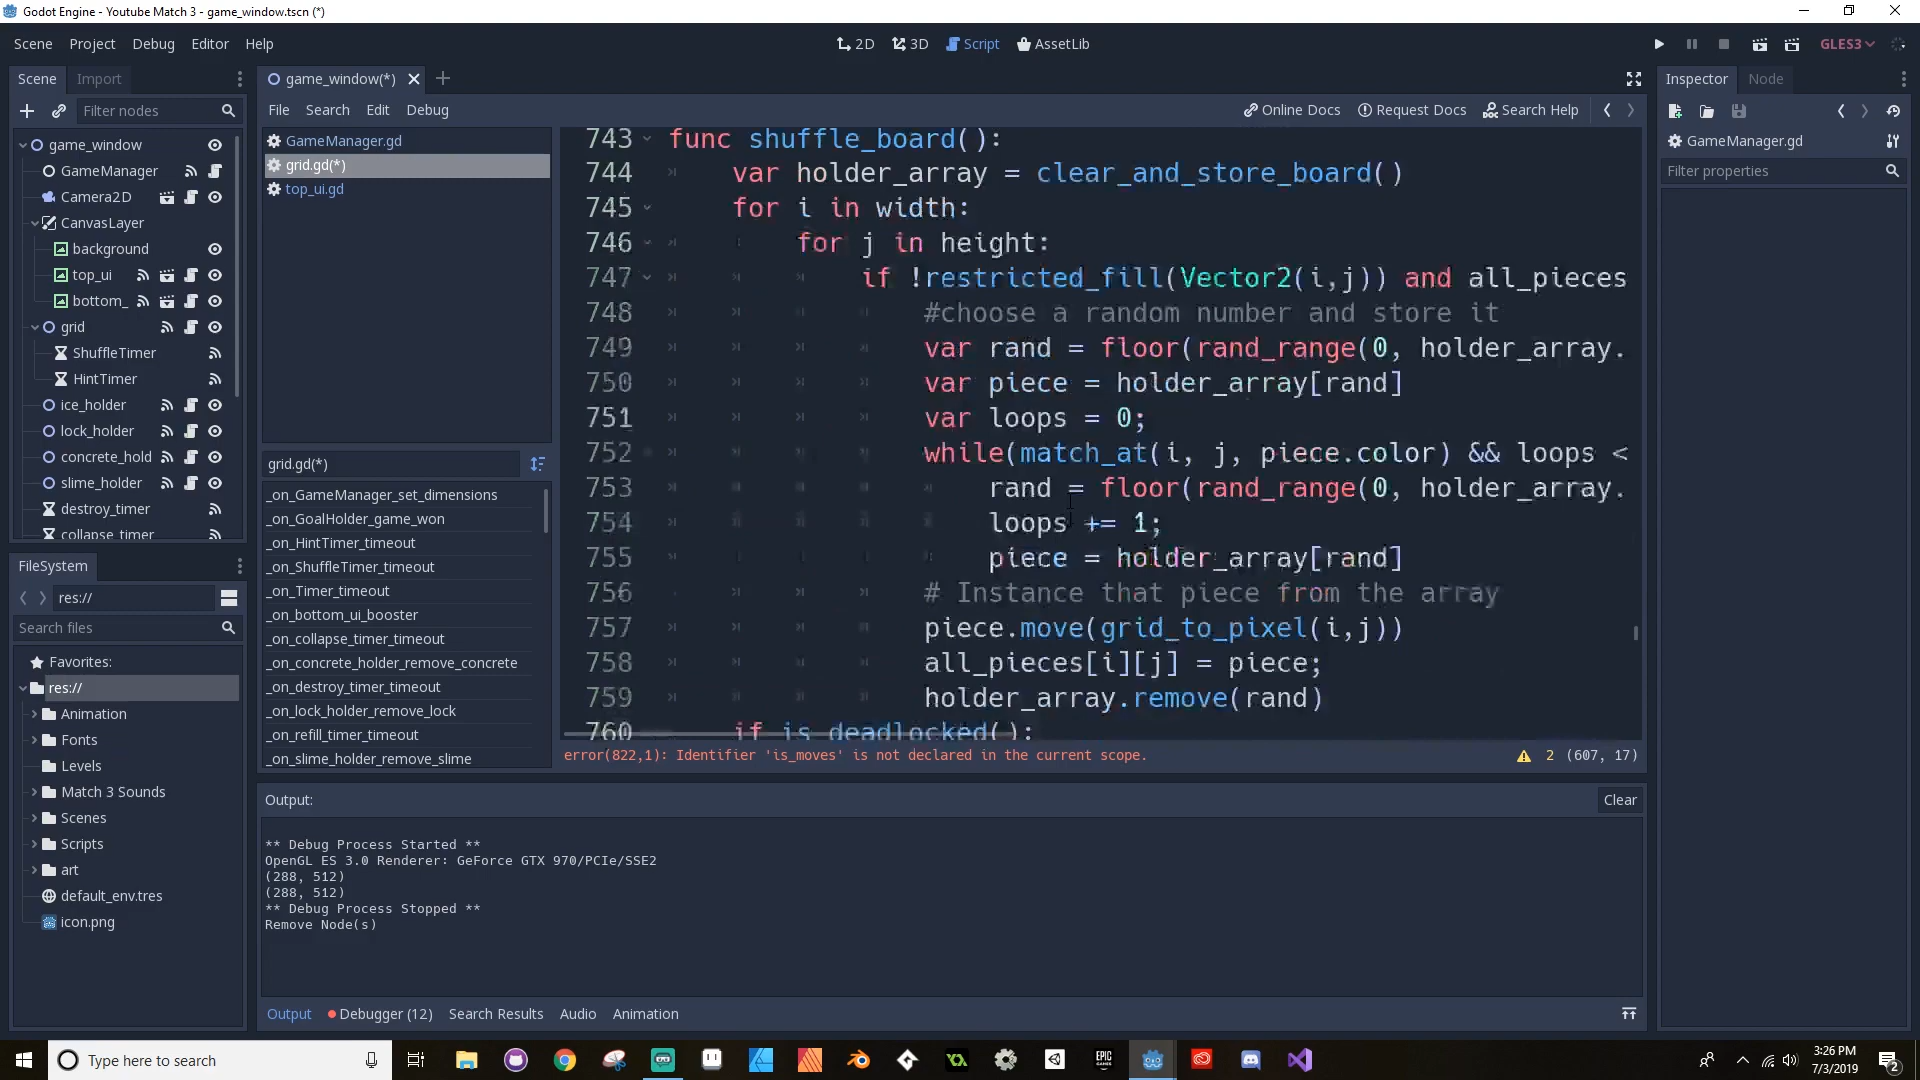 Godot Engine - Youtube Match 3 - game_window.tscn (*)
Scene Project Debug Editor Help
2D 3D Script AssetLib
GLES3
Scene Import
Filter nodes
game_window
GameManager
Camera2D
CanvasLayer
background
top_ui
bottom_
grid
ShuffleTimer
HintTimer
ice_holder
lock_holder
concrete_hold
slime_holder
destroy_timer
collapse_timer
FileSystem
res://
Search files
Favorites:
res://
Animation
Fonts
Levels
Match 3 Sounds
Scenes
Scripts
art
default_env.tres
icon.png
game_window(*)
File Search Edit Debug
Online Docs Request Docs Search Help
GameManager.gd
grid.gd(*)
top_ui.gd
grid.gd(*)
_on_GameManager_set_dimensions
_on_GoalHolder_game_won
_on_HintTimer_timeout
_on_ShuffleTimer_timeout
_on_Timer_timeout
_on_bottom_ui_booster
_on_collapse_timer_timeout
_on_concrete_holder_remove_concrete
_on_destroy_timer_timeout
_on_lock_holder_remove_lock
_on_refill_timer_timeout
_on_slime_holder_remove_slime
743 func shuffle_board():
744 var holder_array = clear_and_store_board()
745 for i in width:
746 for j in height:
747 if !restricted_fill(Vector2(i,j)) and all_pieces
748 #choose a random number and store it
749 var rand = floor(rand_range(0, holder_array.
750 var piece = holder_array[rand]
751 var loops = 0;
752 while(match_at(i, j, piece.color) && loops <
753 rand = floor(rand_range(0, holder_array.
754 loops += 1;
755 piece = holder_array[rand]
756 # Instance that piece from the array
757 piece.move(grid_to_pixel(i,j))
758 all_pieces[i][j] = piece;
759 holder_array.remove(rand)
760 if is_deadlocked():
error(822,1): Identifier 'is_moves' is not declared in the current scope.
2 (607, 17)
Output:
Clear
** Debug Process Started **
OpenGL ES 3.0 Renderer: GeForce GTX 970/PCIe/SSE2
(288, 512)
(288, 512)
** Debug Process Stopped **
Remove Node(s)
Output Debugger (12) Search Results Audio Animation
Inspector Node
GameManager.gd
Filter properties
Type here to search
3:26 PM
7/3/2019
2